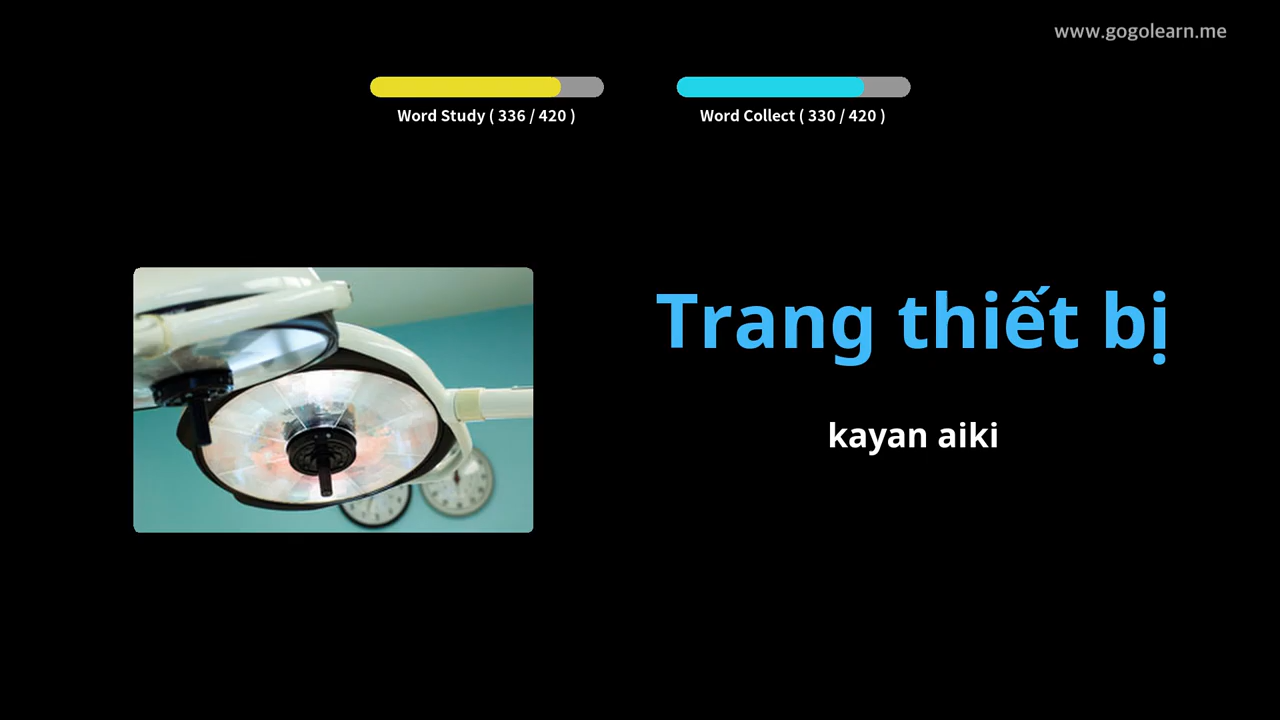 www.gogolearn.me
Word Study ( 336 / 420 )
Word Collect ( 330 / 420 )
Trang thiết bị
kayan aiki